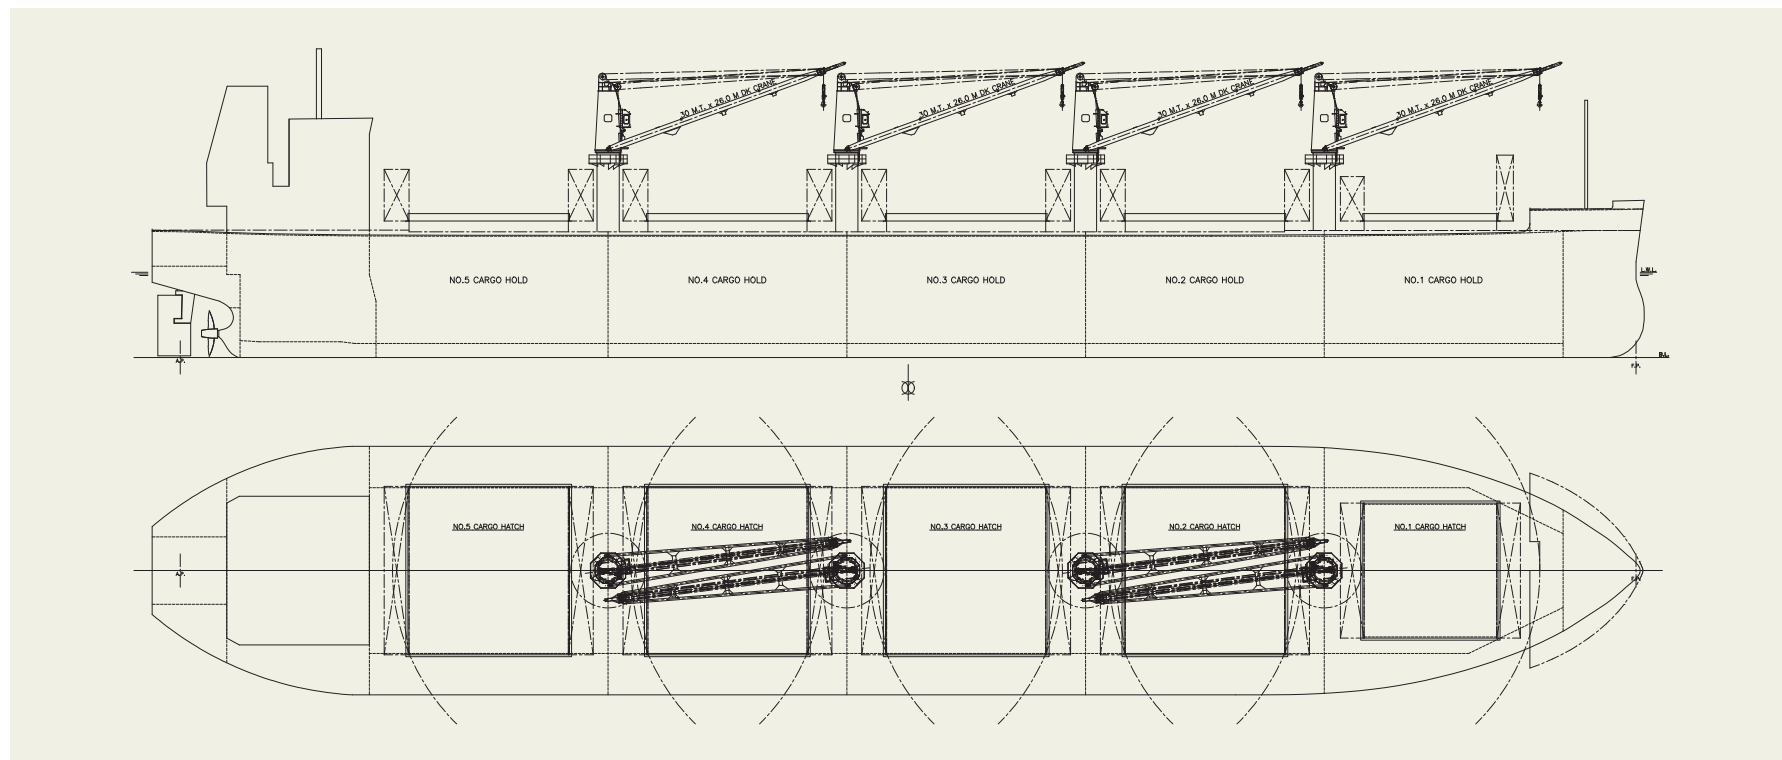 30 M.T. x 26.0 M DK CRANE
30 M.T. x 26.0 M DK CRANE
30 M.T. x 26.0 M DK CRANE
30 M.T. x 26.0 M DK CRANE
NO.5 CARGO HOLD
NO.4 CARGO HOLD
NO.3 CARGO HOLD
NO.2 CARGO HOLD
NO.1 CARGO HOLD
L.W.L.
B.L.
A.P.
F.P.
NO.5 CARGO HATCH
NO.4 CARGO HATCH
NO.3 CARGO HATCH
NO.2 CARGO HATCH
NO.1 CARGO HATCH
A.P.